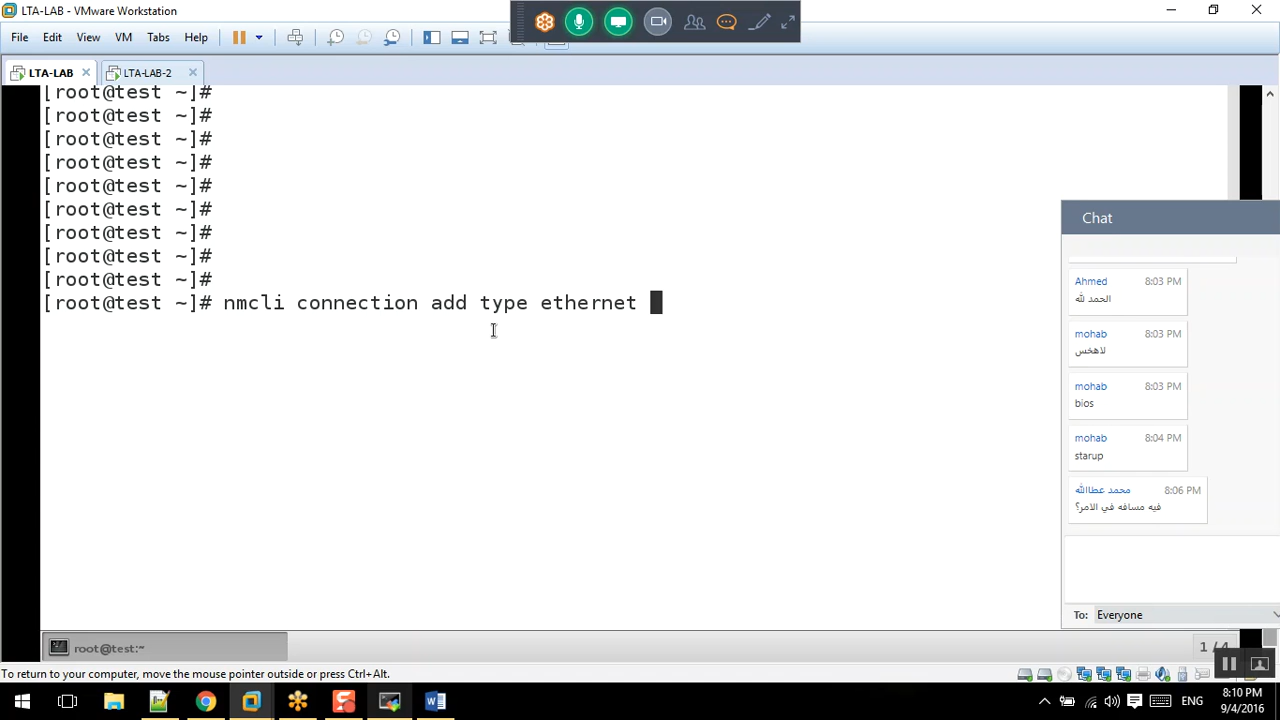 LTA-LAB - VMware Workstation
File Edit View VM Tabs Help
LTA-LAB LTA-LAB-2
[root@test ~]#
[root@test ~]#
[root@test ~]#
[root@test ~]#
[root@test ~]#
[root@test ~]#
[root@test ~]#
[root@test ~]#
[root@test ~]#
[root@test ~]# nmcli connection add type ethernet
Chat
Ahmed 8:03 PM
الحمد لله
mohab 8:03 PM
لاهخس
mohab 8:03 PM
bios
mohab 8:04 PM
starup
محمد عطاالله 8:06 PM
فيه مسافه في الامر؟
To: Everyone
root@test:~
1 / 4
To return to your computer, move the mouse pointer outside or press Ctrl+Alt.
ENG
8:10 PM
9/4/2016